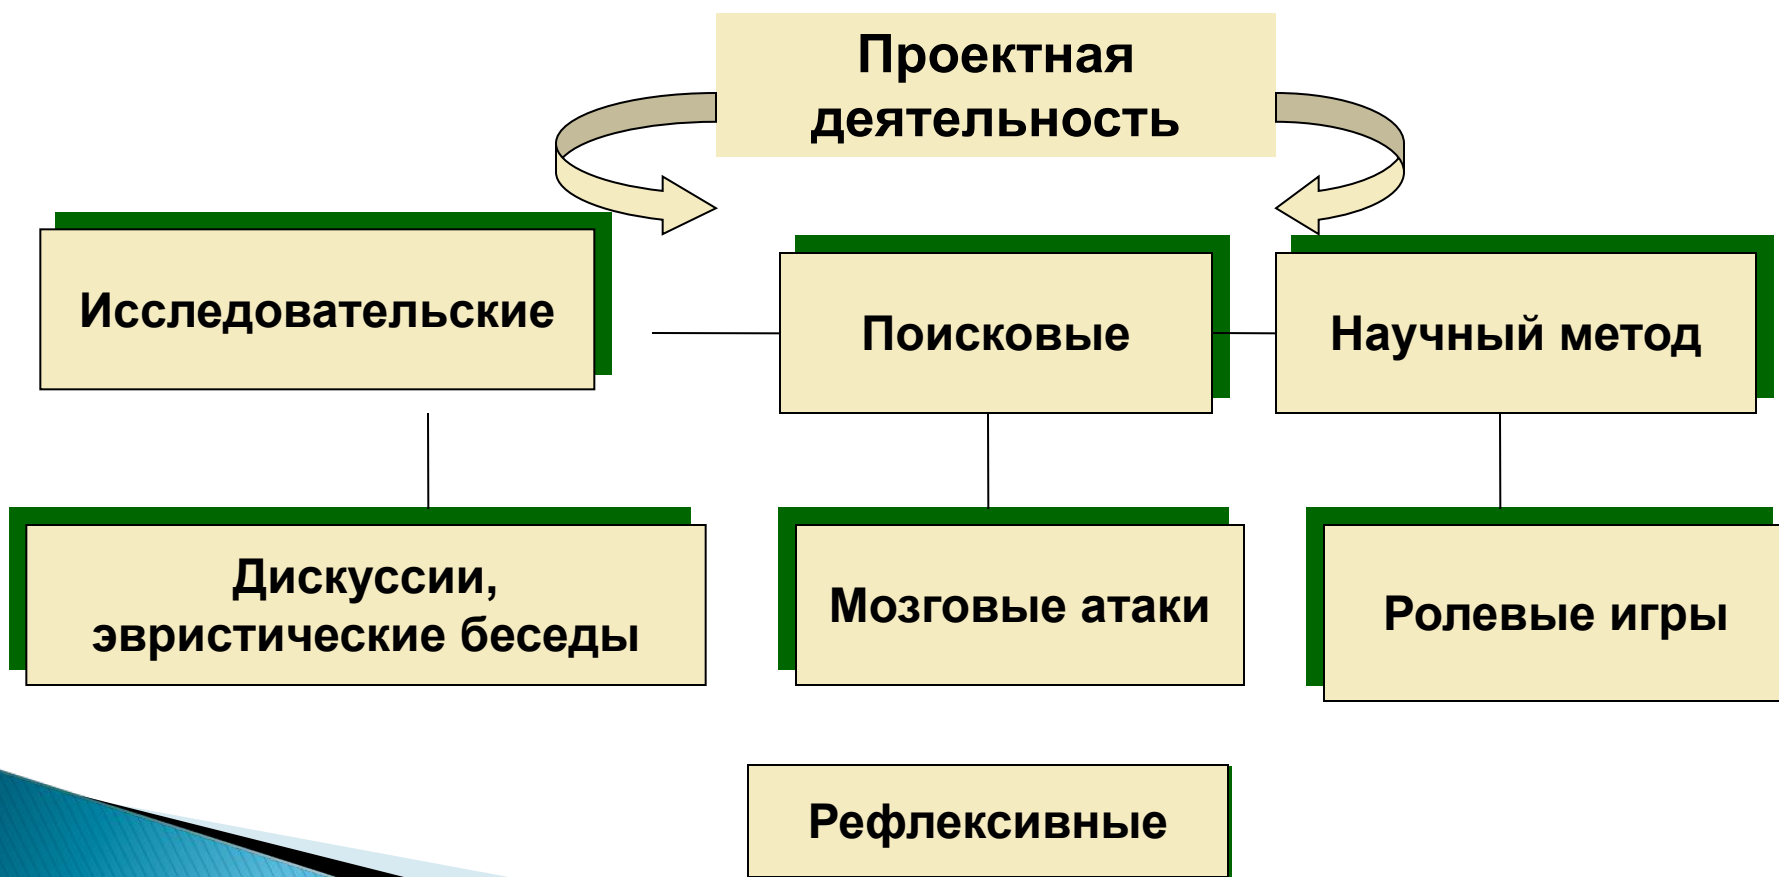 Проектная
деятельность
Исследовательские
Поисковые
Научный метод
Дискуссии,
эвристические беседы
Мозговые атаки
Ролевые игры
Рефлексивные